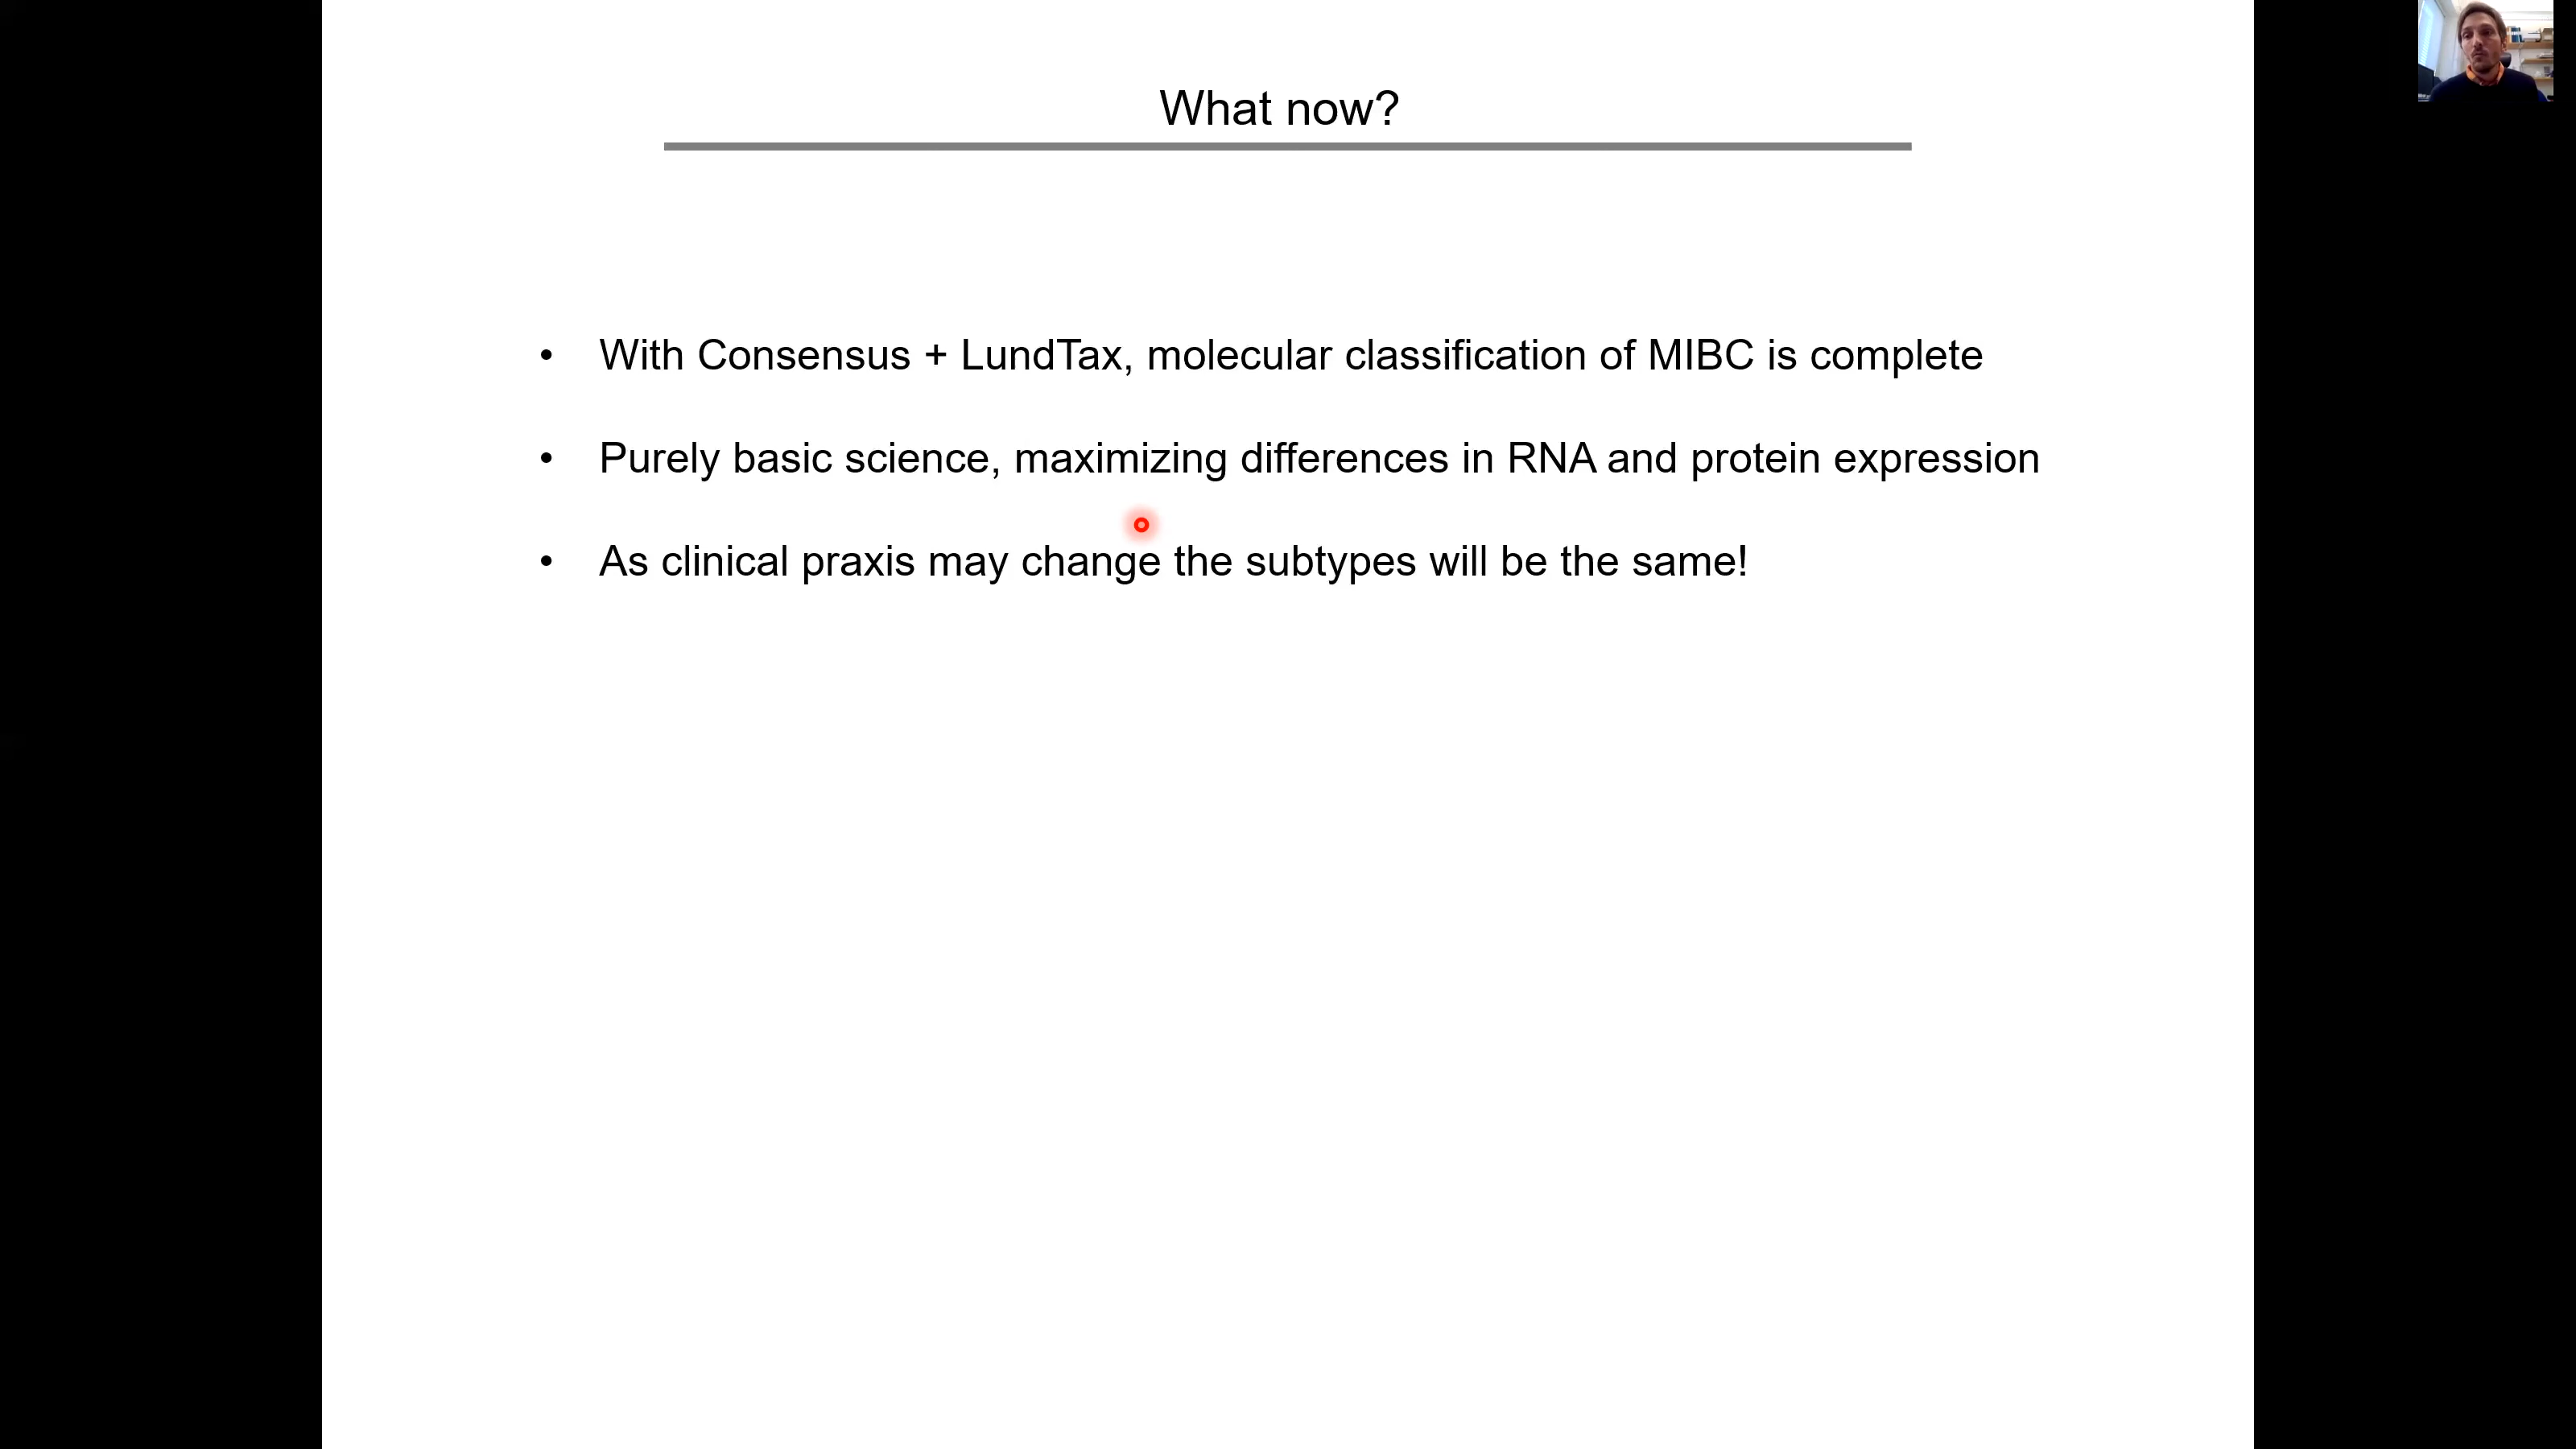 What now?
• With Consensus + LundTax, molecular classification of MIBC is complete
• Purely basic science, maximizing differences in RNA and protein expression
• As clinical praxis may change the subtypes will be the same!